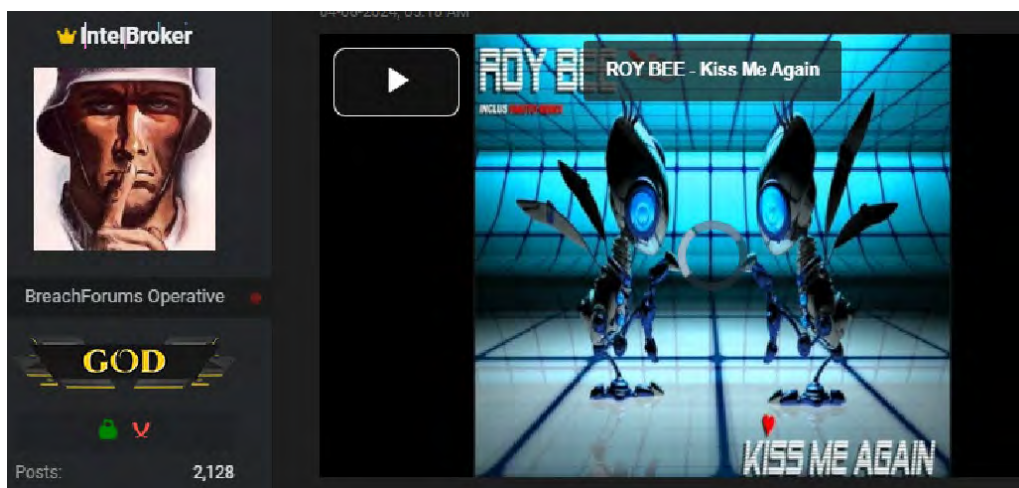 IntelBroker
BreachForums Operative
GOD
Posts: 2,128
ROY BEE - Kiss Me Again
ROY BEE
KISS ME AGAIN